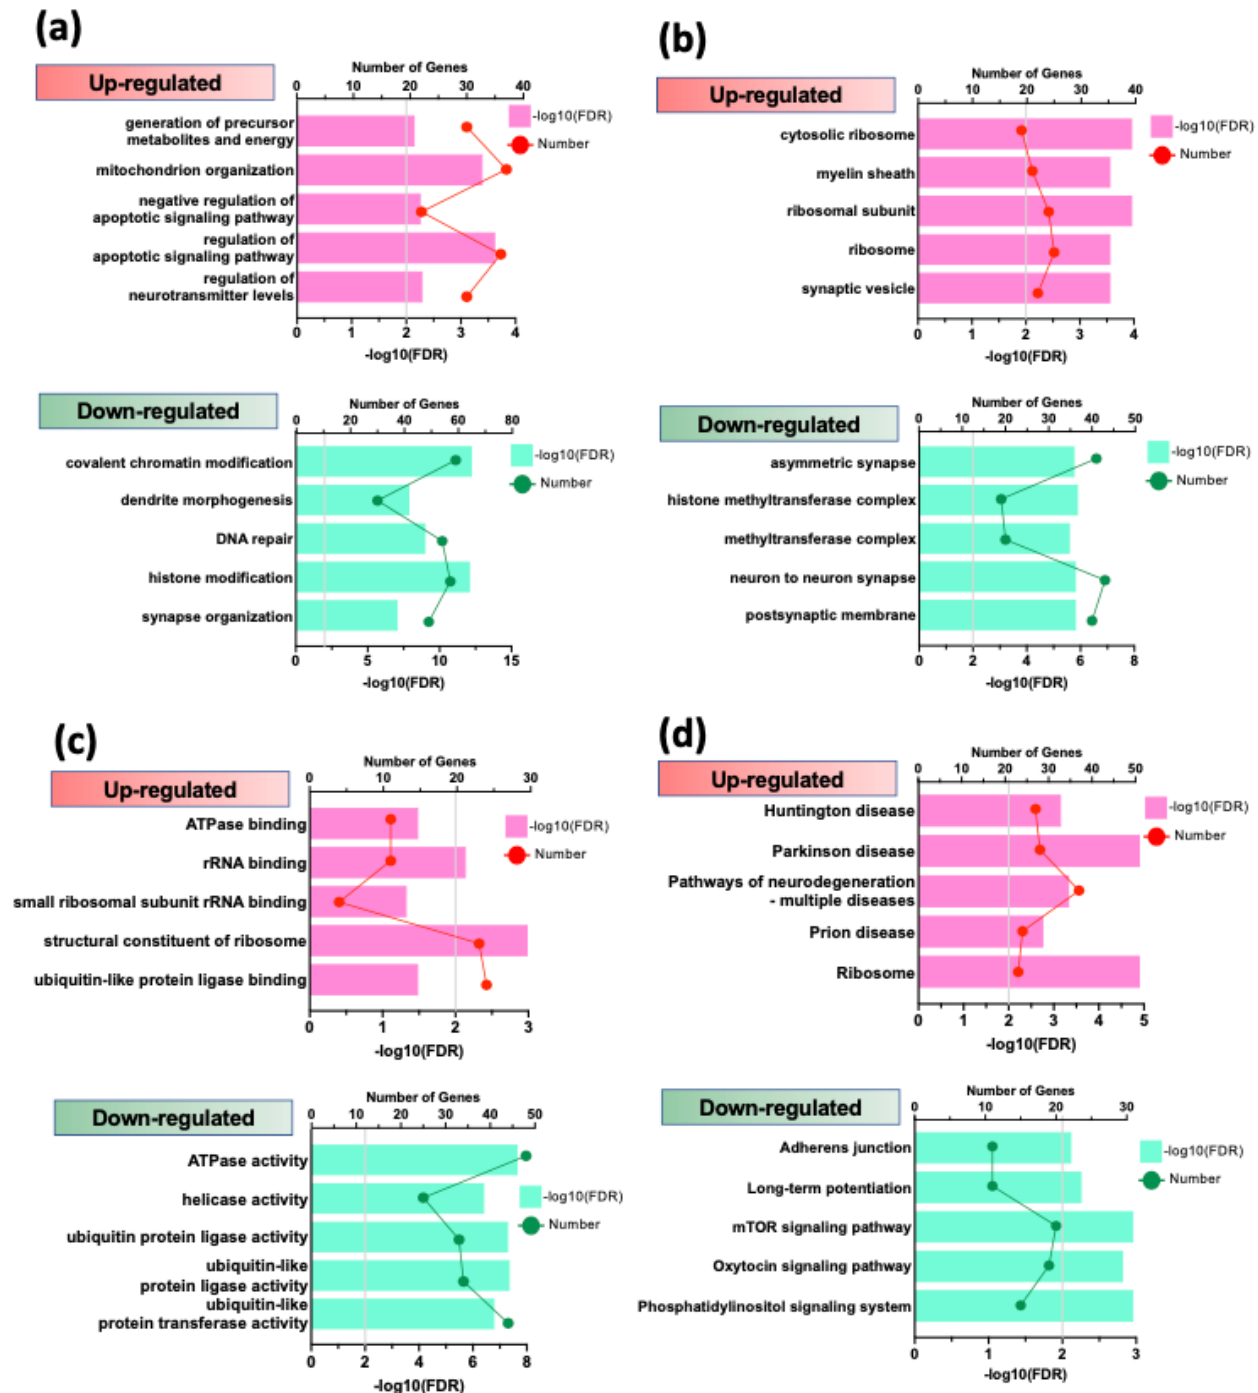 (a)
Up-regulated
Number of Genes
0 10 20 30 40
generation of precursor
metabolites and energy
mitochondrion organization
negative regulation of
apoptotic signaling pathway
regulation of
apoptotic signaling pathway
regulation of
neurotransmitter levels
-log10(FDR)
Number
0 1 2 3 4
-log10(FDR)
Down-regulated
Number of Genes
0 20 40 60 80
covalent chromatin modification
dendrite morphogenesis
DNA repair
histone modification
synapse organization
-log10(FDR)
Number
0 5 10 15
-log10(FDR)
(b)
Up-regulated
Number of Genes
0 10 20 30 40
cytosolic ribosome
myelin sheath
ribosomal subunit
ribosome
synaptic vesicle
-log10(FDR)
Number
0 1 2 3 4
-log10(FDR)
Down-regulated
Number of Genes
0 10 20 30 40 50
asymmetric synapse
histone methyltransferase complex
methyltransferase complex
neuron to neuron synapse
postsynaptic membrane
-log10(FDR)
Number
0 2 4 6 8
-log10(FDR)
(c)
Up-regulated
Number of Genes
0 10 20 30
ATPase binding
rRNA binding
small ribosomal subunit rRNA binding
structural constituent of ribosome
ubiquitin-like protein ligase binding
-log10(FDR)
Number
0 1 2 3
-log10(FDR)
Down-regulated
Number of Genes
0 10 20 30 40 50
ATPase activity
helicase activity
ubiquitin protein ligase activity
ubiquitin-like
protein ligase activity
ubiquitin-like
protein transferase activity
-log10(FDR)
Number
0 2 4 6 8
-log10(FDR)
(d)
Up-regulated
Number of Genes
0 10 20 30 40 50
Huntington disease
Parkinson disease
Pathways of neurodegeneration
- multiple diseases
Prion disease
Ribosome
-log10(FDR)
Number
0 1 2 3 4 5
-log10(FDR)
Down-regulated
Number of Genes
0 10 20 30
Adherens junction
Long-term potentiation
mTOR signaling pathway
Oxytocin signaling pathway
Phosphatidylinositol signaling system
-log10(FDR)
Number
0 1 2 3
-log10(FDR)